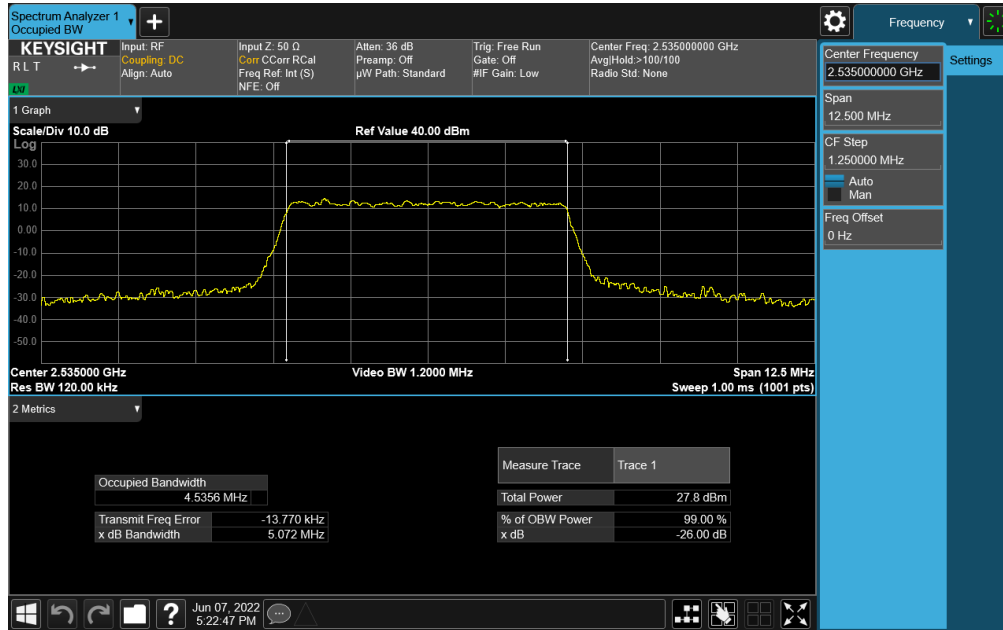 Spectrum Analyzer 1
Occupied BW
Frequency
KEYSIGHT
R L T
LXI
Input: RF
Coupling: DC
Align: Auto
Input Z: 50 Ω
Corr CCorr RCal
Freq Ref: Int (S)
NFE: Off
Atten: 36 dB
Preamp: Off
µW Path: Standard
Trig: Free Run
Gate: Off
#IF Gain: Low
Center Freq: 2.535000000 GHz
Avg|Hold:>100/100
Radio Std: None
Center Frequency
2.535000000 GHz
Settings
Span
12.500 MHz
CF Step
1.250000 MHz
Auto
Man
Freq Offset
0 Hz
1 Graph
Scale/Div 10.0 dB
Ref Value 40.00 dBm
Log
30.0
20.0
10.0
0.00
-10.0
-20.0
-30.0
-40.0
-50.0
Center 2.535000 GHz
Video BW 1.2000 MHz
Span 12.5 MHz
Res BW 120.00 kHz
Sweep 1.00 ms (1001 pts)
2 Metrics
Measure Trace Trace 1
Occupied Bandwidth
4.5356 MHz
Total Power 27.8 dBm
Transmit Freq Error -13.770 kHz
% of OBW Power 99.00 %
x dB Bandwidth 5.072 MHz
x dB -26.00 dB
?
Jun 07, 2022
5:22:47 PM